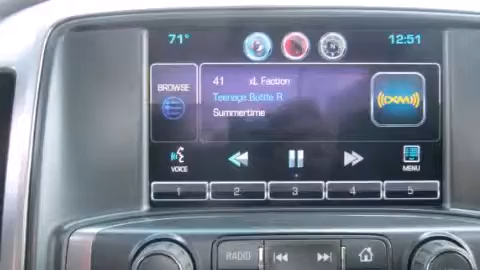 71° 12:51
41 xL Faction
BROWSE
Teenage Bottle R
Summertime
((XM))
VOICE MENU
1 2 3 4 5
RADIO